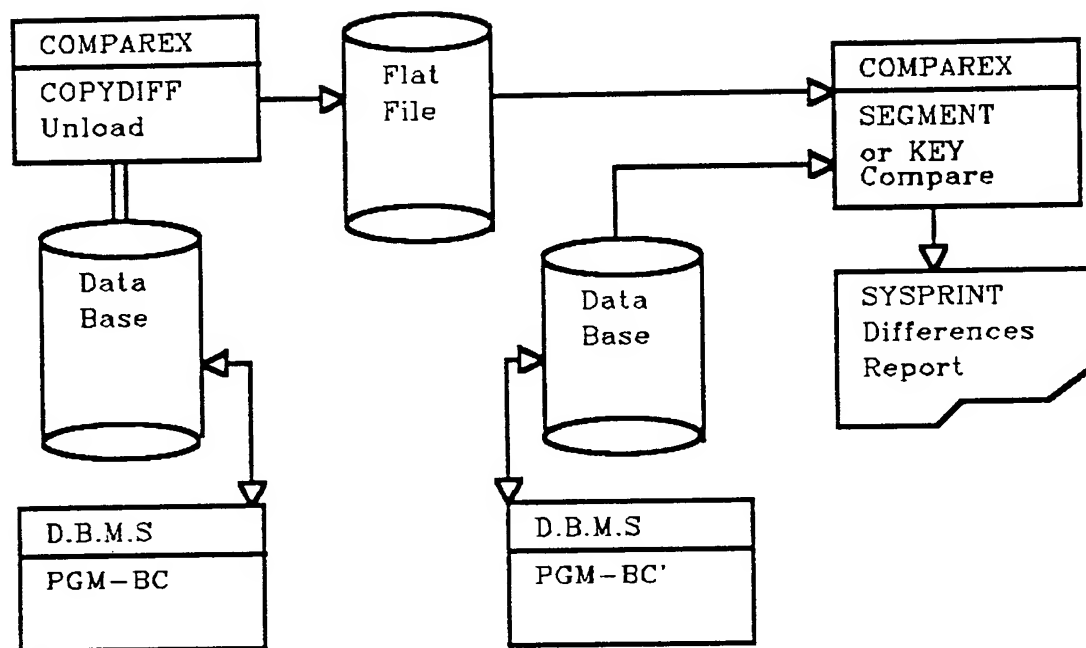 COMPAREX
COPYDIFF
Unload
Flat
File
COMPAREX
SEGMENT
or KEY
Compare
Data
Base
Data
Base
SYSPRINT
Differences
Report
D.B.M.S
PGM-BC
D.B.M.S
PGM-BC'